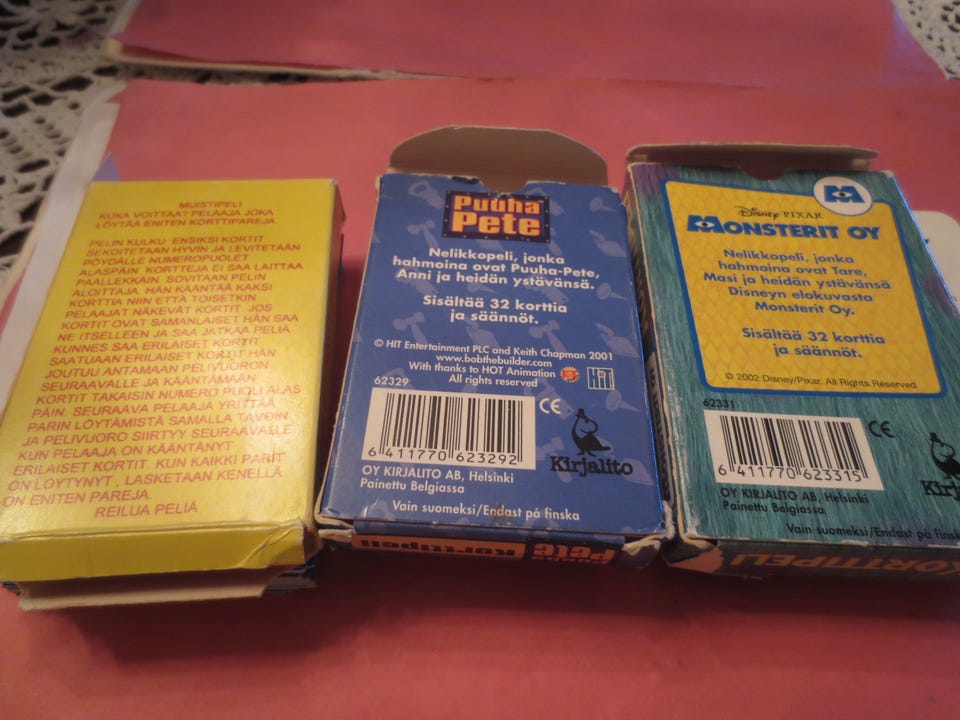 MUISTIPELI
KUKA VOITTAA? PELAAJA JOKA
LÖYTÄÄ ENITEN KORTTIPAREJA
PELIN KULKU. ENSIKSI KORTIT
SEKOITETAAN HYVIN JA LEVITETÄÄN
PÖYDÄLLE NUMEROPUOLET
ALASPÄIN. KORTTEJA EI SAA LAITTAA
PÄÄLLEKKÄIN. SOVITAAN PELIN
ALOITTAJA. HÄN KÄÄNTÄÄ KAKSI
KORTTIA NIIN ETTÄ TOISETKIN
PELAAJAT NÄKEVÄT KORTIT. JOS
KORTIT OVAT SAMANLAISET HÄN SAA
NE ITSELLEEN JA SAA JATKAA PELIÄ
KUNNES SAA ERILAISET KORTIT
SAATUAAN ERILAISET KORTIT HÄN
JOUTUU ANTAMAAN PELIVUORON
SEURAAVALLE JA KÄÄNTÄMÄÄN
KORTIT TAKAISIN NUMERO PUOLI ALAS
PÄIN. SEURAAVA PELAAJA YRITTÄÄ
PARIN LÖYTÄMISTÄ SAMALLA TAVOIN
JA PELIVUORO SIIRTYY SEURAAVALLE
KUN PELAAJA ON KÄÄNTÄNYT
ERILAISET KORTIT. KUN KAIKKI PARIT
ON LÖYTYNYT , LASKETAAN KENELLÄ
ON ENITEN PAREJA.
REILUA PELIÄ
Puuha
Pete
Nelikkopeli, jonka
hahmoina ovat Puuha-Pete,
Anni ja heidän ystävänsä.
Sisältää 32 korttia
ja säännöt.
© HIT Entertainment PLC and Keith Chapman 2001
www.bobthebuilder.com
With thanks to HOT Animation
All rights reserved
62329
CE
6 411770 623292
Kirjalito
OY KIRJALITO AB, Helsinki
Painettu Belgiassa
Vain suomeksi/Endast på finska
Puuha Pete Korttipeli
M
Disney PIXAR
MONSTERIT OY
Nelikkopeli, jonka
hahmoina ovat Tare,
Masi ja heidän ystävänsä
Disneyn elokuvasta
Monsterit Oy.
Sisältää 32 korttia
ja säännöt.
© 2002 Disney/Pixar. All Rights Reserved
62331
CE
6 411770 623315
OY KIRJALITO AB, Helsinki
Painettu Belgiassa
Vain suomeksi/Endast på
KORTTIPELI